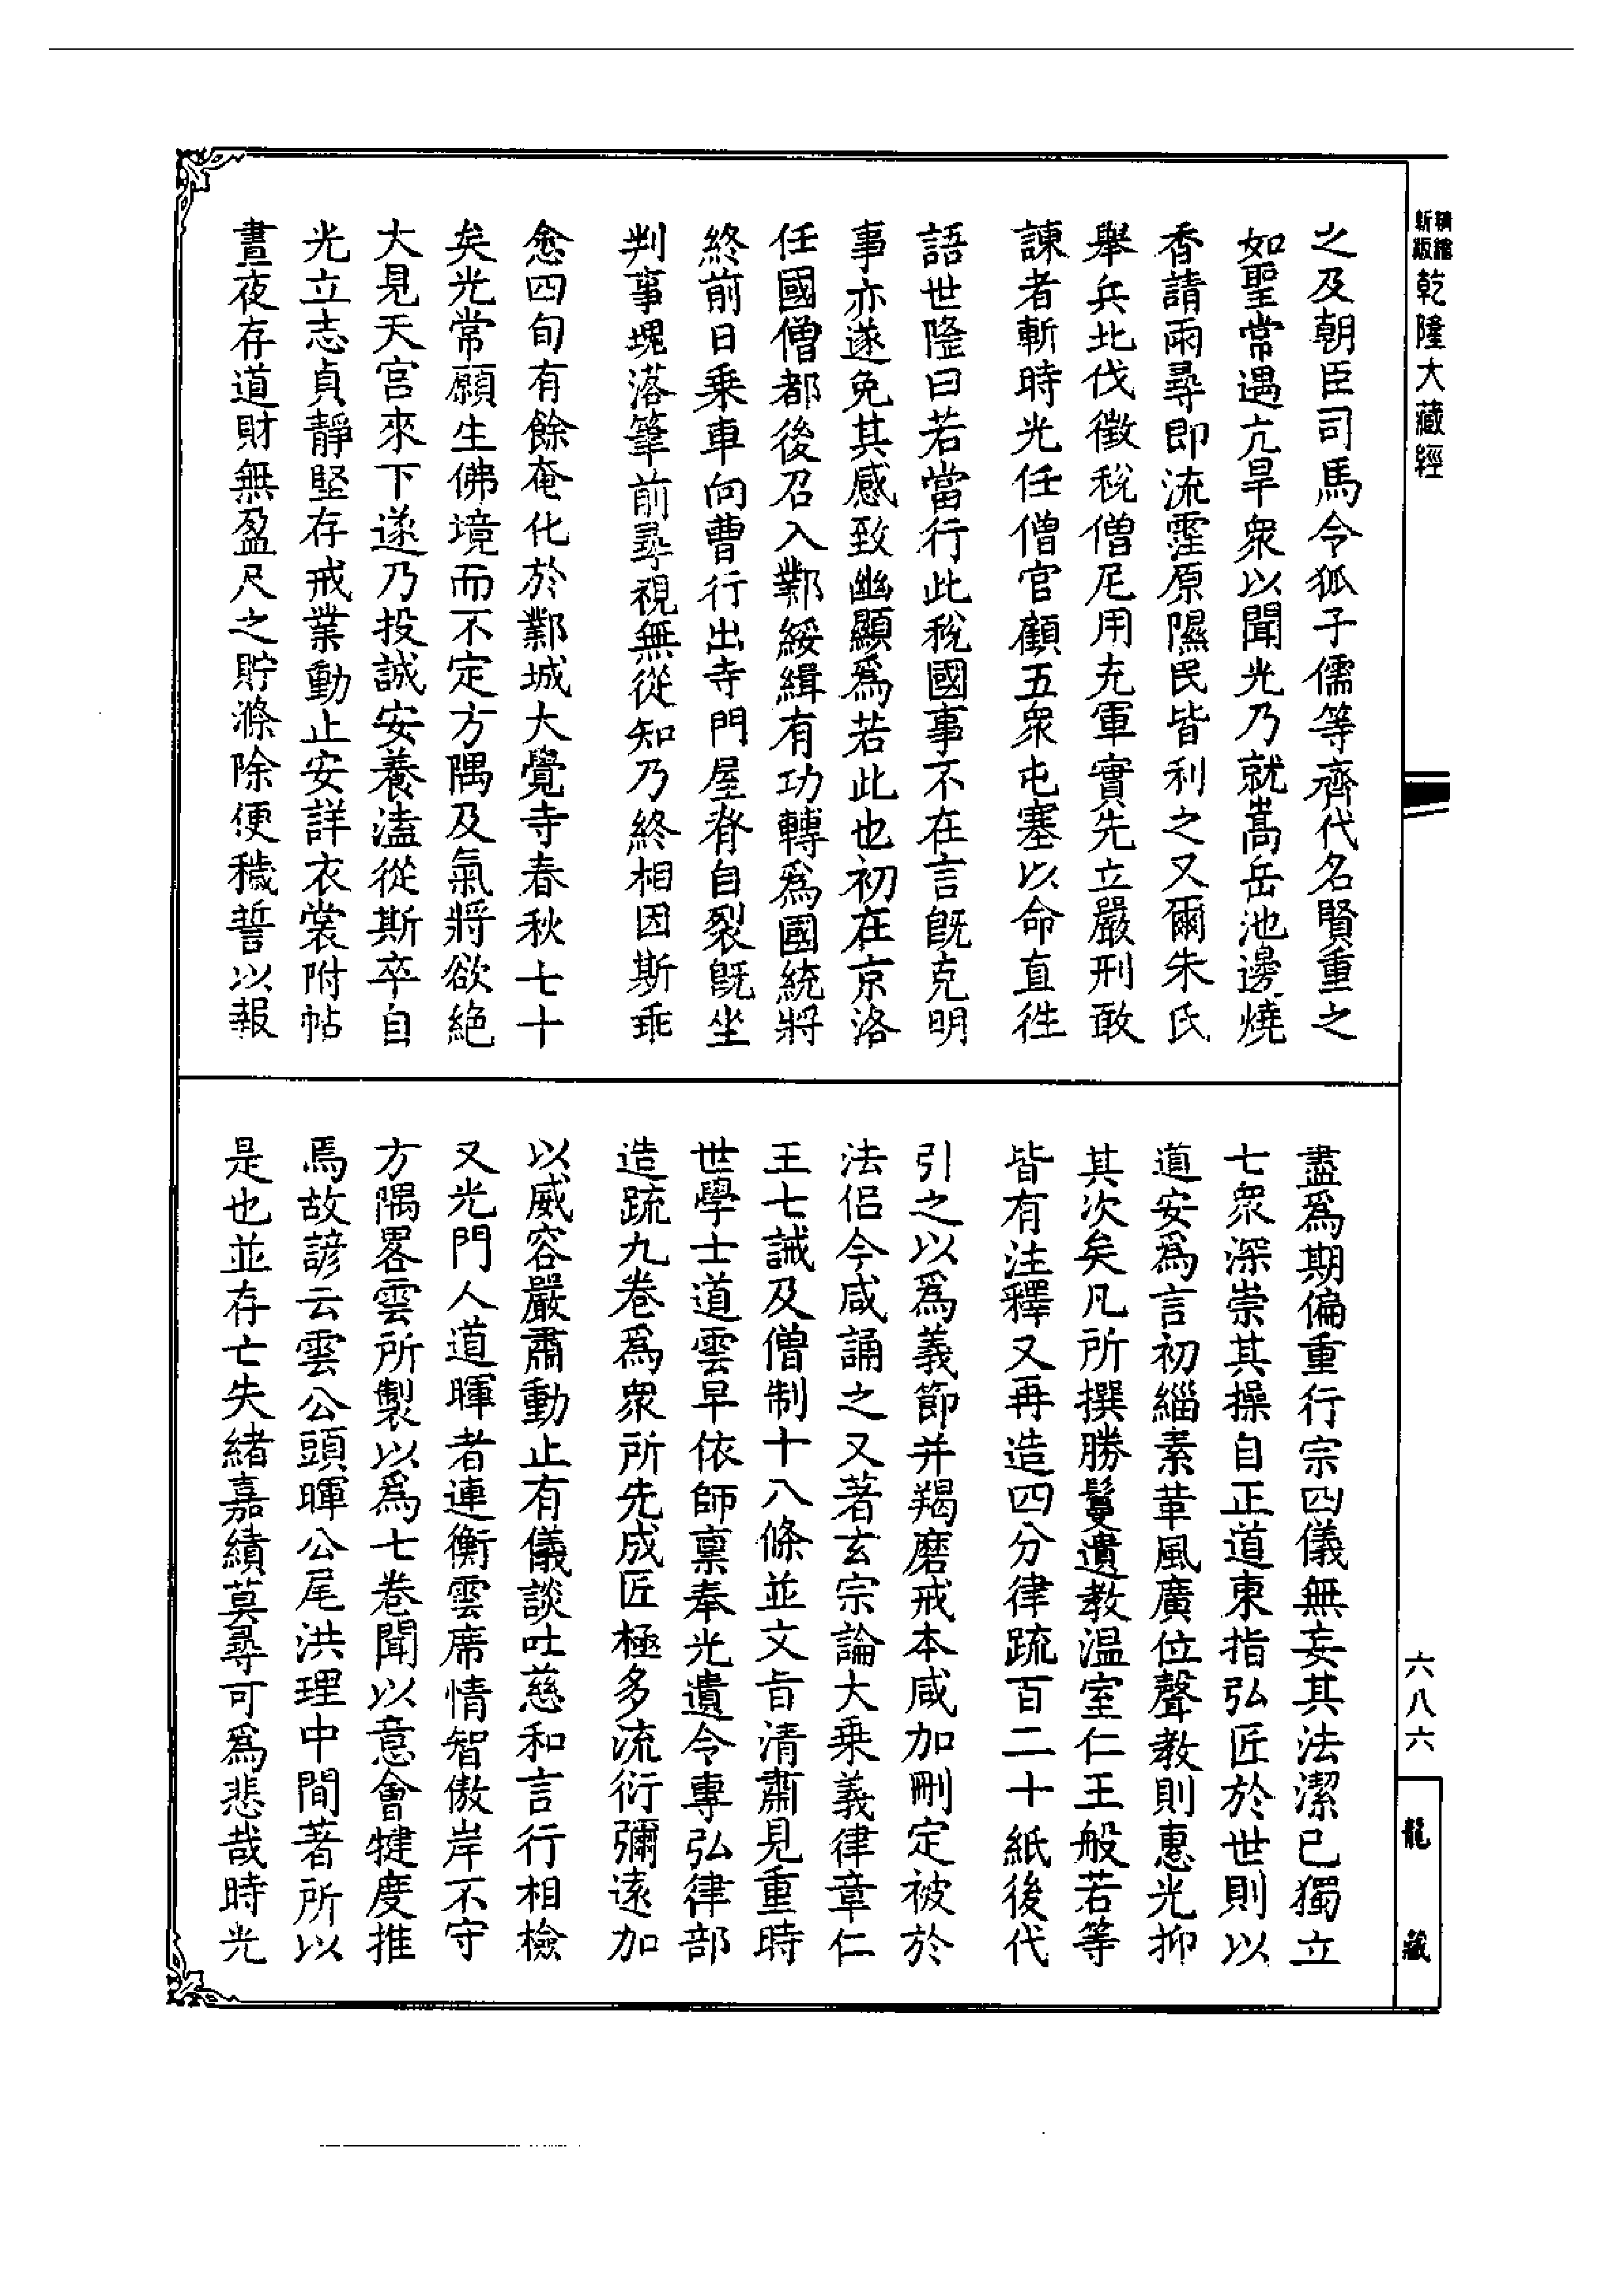 精縮
新版
乾隆大藏經
之及朝臣司馬令狐子儒等齊代名賢重之
如聖常遇亢旱衆以聞光乃就嵩岳池邊燒
香請雨尋即流霪原隰民皆利之又爾朱氏
舉兵北伐徵稅僧尼用充軍實先立嚴刑敢
諫者斬時光任僧官顧五衆屯塞以命直往
語世隆曰若當行此稅國事不在言旣克明
事亦遂免其感致幽顯爲若此也初在京洛
任國僧都後召入鄴綏緝有功轉爲國統將
終前日乗車向曹行出寺門屋脊自裂旣坐
判事塊落筆前尋視無從知乃終相因斯乖
悆四旬有餘奄化於鄴城大覺寺春秋七十
矣光常願生佛境而不定方隅及氣將欲絕
大見天宮來下遂乃投誠安養溘從斯卒自
光立志貞靜堅存戒業動止安詳衣裳附帖
晝夜存道財無盈尺之貯滌除便穢誓以報
盡爲期偏重行宗四儀無妄其法潔已獨立
七衆深崇其操自正道東指弘匠於世則以
道安爲言初緇素革風廣位聲教則惠光抑
其次矣凡所撰勝鬘遺教温室仁王般若等
皆有注釋又再造四分律疏百二十紙後代
引之以爲義節并羯磨戒本咸加刪定被於
法侶今咸誦之又著玄宗論大乗義律章仁
王七誡及僧制十八條並文旨清肅見重時
世學士道雲早依師稟奉光遺令專弘律部
造疏九卷爲衆所先成匠極多流衍彌遠加
以威容嚴肅動止有儀談吐慈和言行相檢
又光門人道暉者連衡雲席情智傲岸不守
方隅畧雲所製以爲七卷聞以意會犍度推
焉故諺云雲公頭暉公尾洪理中間著所以
是也並存亡失緒嘉績莫尋可爲悲哉時光
六八六
龍藏